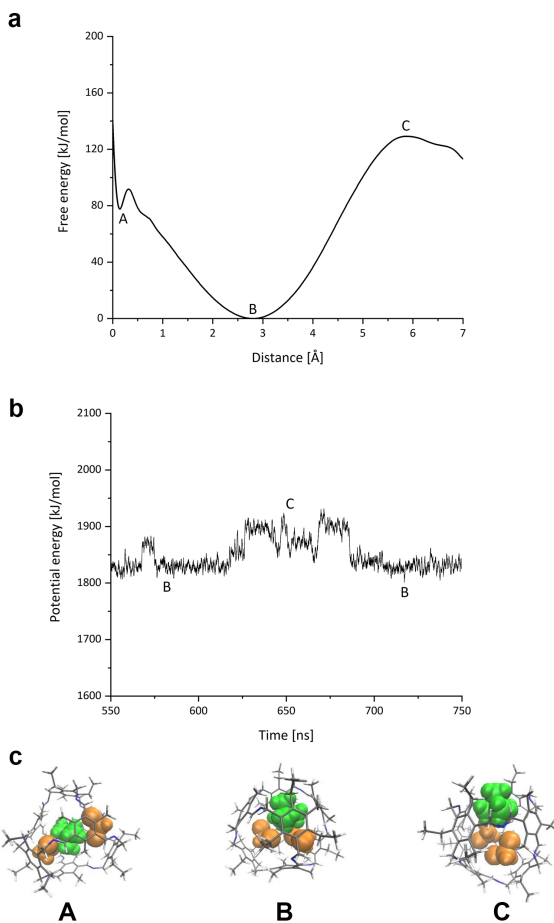 a
200
160
120
80
40
0
Free energy [kJ/mol]
A
B
C
0 1 2 3 4 5 6 7
Distance [Å]
b
2100
2000
1900
1800
1700
1600
Potential energy [kJ/mol]
C
B
B
550 600 650 700 750
Time [ns]
c
A B C